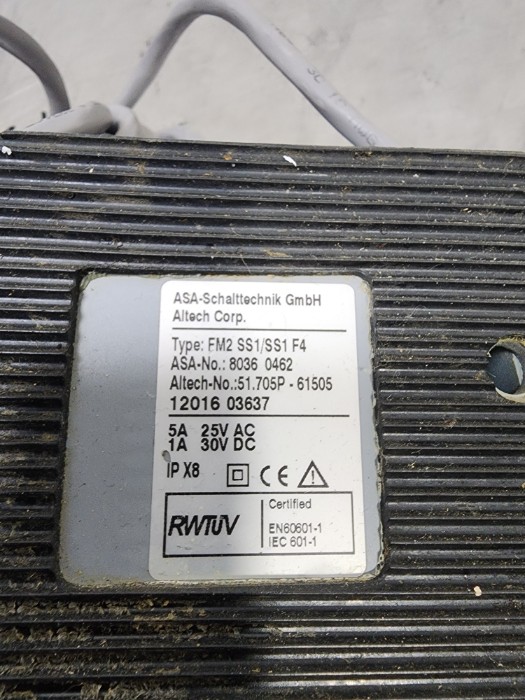 ASA-Schalttechnik GmbH
Altech Corp.
Type: FM2 SS1/SS1 F4
ASA-No.: 8036 0462
Altech-No.:51.705P - 61505
12016 03637
5A 25V AC
1A 30V DC
IP X8 CE
RWTÜV
Certified
EN60601-1
IEC 601-1